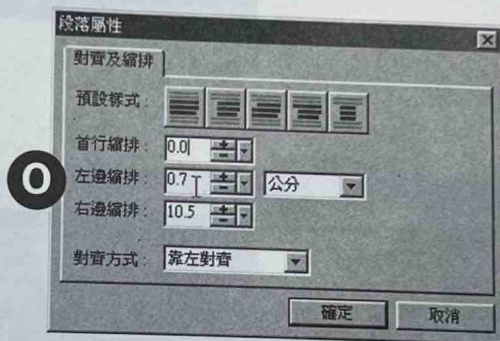 段落屬性
對齊及縮排
預設樣式：
首行縮排： 0.0
O
左邊縮排： 0.7 公分
右邊縮排： 10.5
對齊方式： 靠左對齊
確定 取消